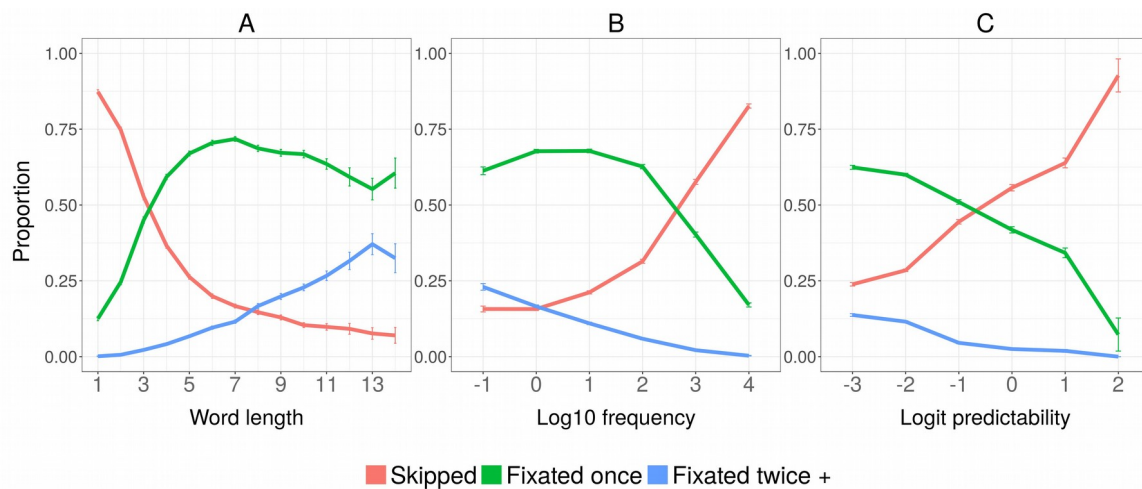 A B C
1.00 1.00 1.00
0.75 0.75 0.75
0.50 0.50 0.50
0.25 0.25 0.25
0.00 0.00 0.00
Proportion
1 3 5 7 9 11 13 -1 0 1 2 3 4 -3 -2 -1 0 1 2
Word length Log10 frequency Logit predictability
Skipped Fixated once Fixated twice +